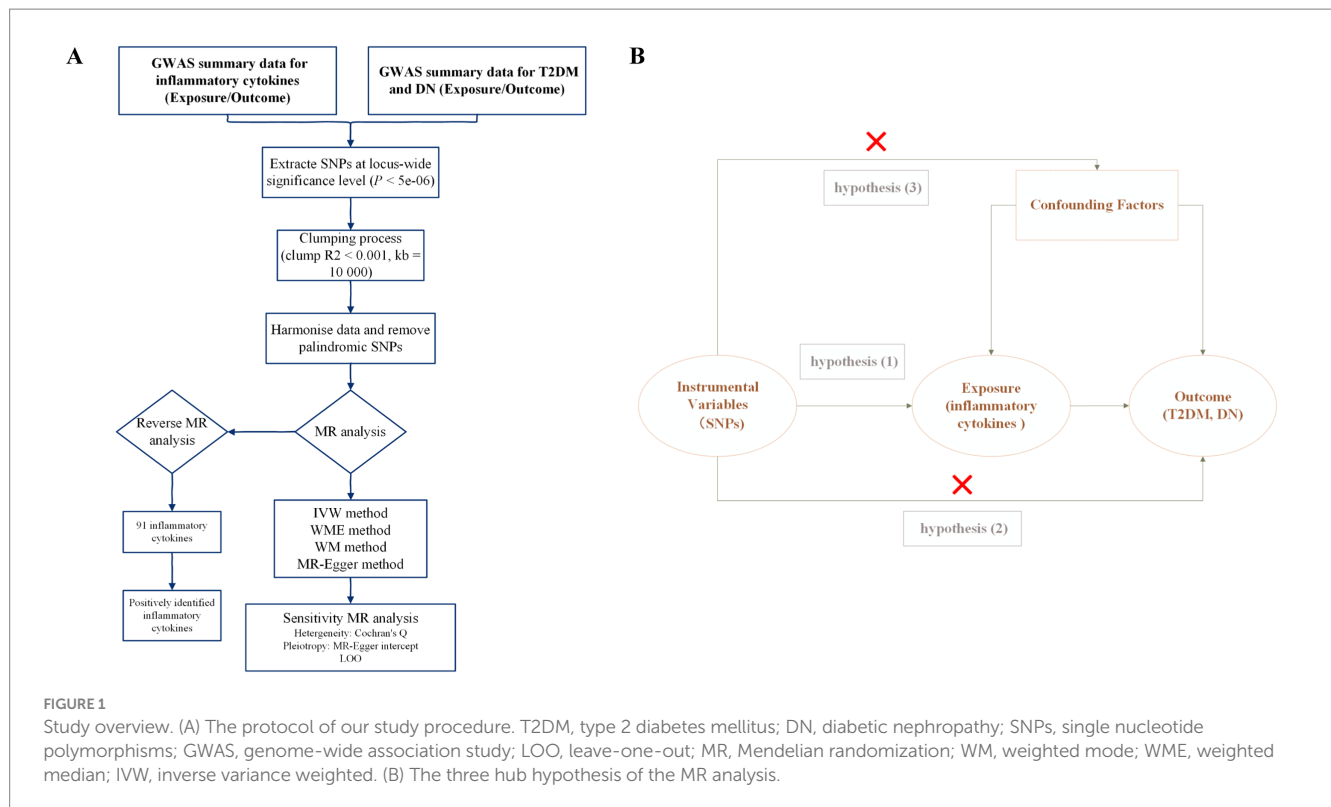 A
GWAS summary data for
inflammatory cytokines
(Exposure/Outcome)
GWAS summary data for T2DM
and DN (Exposure/Outcome)
Extracte SNPs at locus-wide
significance level (P < 5e-06)
Clumping process
(clump R2 < 0.001, kb =
10 000)
Harmonise data and remove
palindromic SNPs
Reverse MR
analysis
MR analysis
91 inflammatory
cytokines
Positively identified
inflammatory
cytokines
IVW method
WME method
WM method
MR-Egger method
Sensitivity MR analysis
Hetergeneity: Cochran's Q
Pleiotropy: MR-Egger intercept
LOO
B
hypothesis (3)
Confounding Factors
hypothesis (1)
Instrumental
Variables
（SNPs)
Exposure
(inflammatory
cytokines )
Outcome
(T2DM, DN)
hypothesis (2)
FIGURE 1
Study overview. (A) The protocol of our study procedure. T2DM, type 2 diabetes mellitus; DN, diabetic nephropathy; SNPs, single nucleotide
polymorphisms; GWAS, genome-wide association study; LOO, leave-one-out; MR, Mendelian randomization; WM, weighted mode; WME, weighted
median; IVW, inverse variance weighted. (B) The three hub hypothesis of the MR analysis.